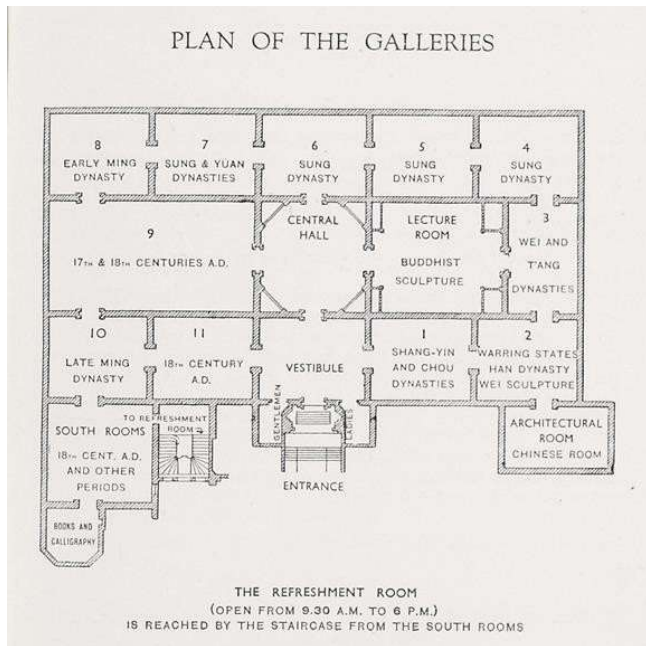 PLAN OF THE GALLERIES
8
EARLY MING
DYNASTY
7
SUNG & YÜAN
DYNASTIES
6
SUNG
DYNASTY
5
SUNG
DYNASTY
4
SUNG
DYNASTY
9
17TH & 18TH CENTURIES A.D.
CENTRAL
HALL
LECTURE
ROOM
BUDDHIST
SCULPTURE
3
WEI AND
T'ANG
DYNASTIES
10
LATE MING
DYNASTY
11
18TH CENTURY
A.D.
VESTIBULE
1
SHANG-YIN
AND CHOU
DYNASTIES
2
WARRING STATES
HAN DYNASTY
WEI SCULPTURE
SOUTH ROOMS
18TH CENT. A.D.
AND OTHER
PERIODS
TO REFRESHMENT
ROOM
GENTLEMEN
LADIES
ENTRANCE
ARCHITECTURAL
ROOM
CHINESE ROOM
BOOKS AND
CALLIGRAPHY
THE REFRESHMENT ROOM
(OPEN FROM 9.30 A.M. TO 6 P.M.)
IS REACHED BY THE STAIRCASE FROM THE SOUTH ROOMS